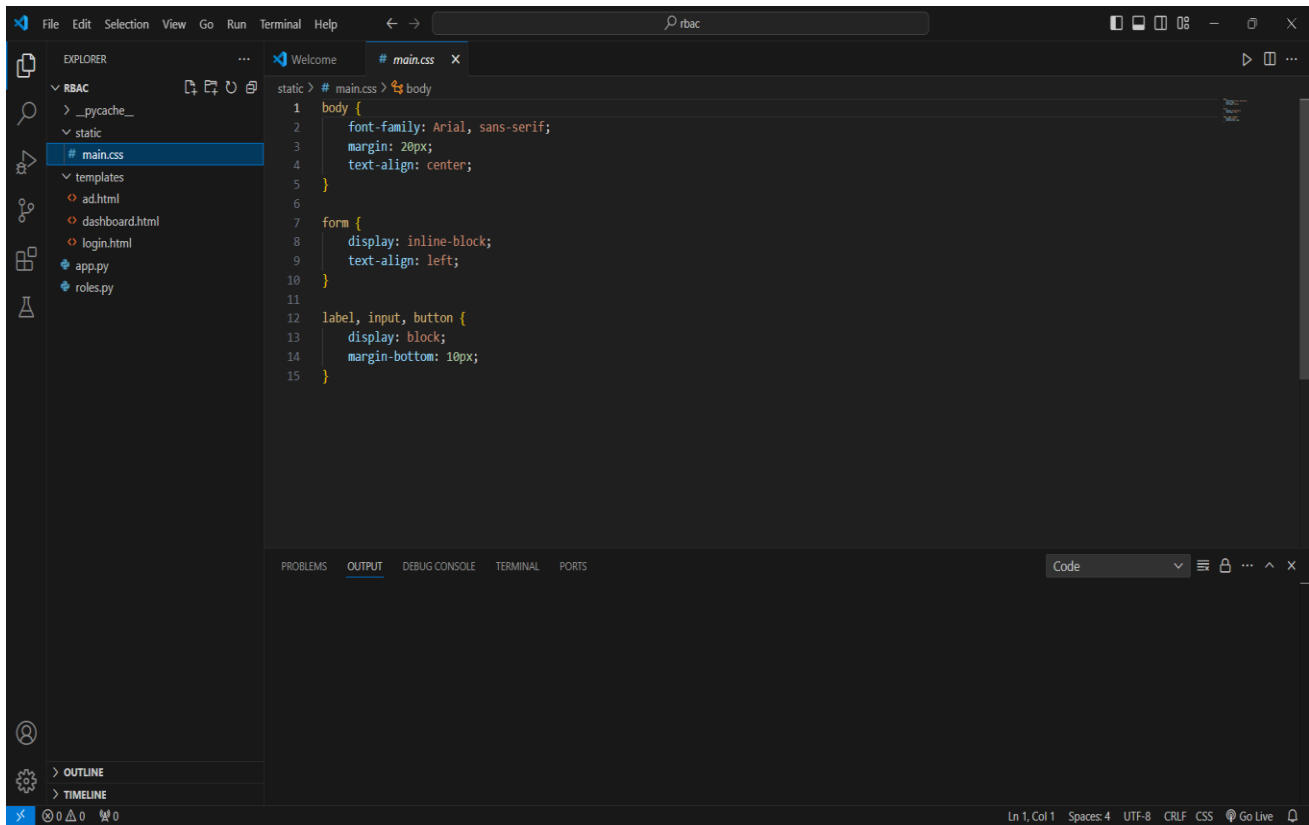 File Edit Selection View Go Run Terminal Help
rbac
EXPLORER
RBAC
_pycache_
static
# main.css
templates
ad.html
dashboard.html
login.html
app.py
roles.py
OUTLINE
TIMELINE
Welcome # main.css X
static > # main.css > body
1 body {
2 font-family: Arial, sans-serif;
3 margin: 20px;
4 text-align: center;
5 }
6
7 form {
8 display: inline-block;
9 text-align: left;
10 }
11
12 label, input, button {
13 display: block;
14 margin-bottom: 10px;
15 }
PROBLEMS OUTPUT DEBUG CONSOLE TERMINAL PORTS Code
0 0 0 Ln 1, Col 1 Spaces: 4 UTF-8 CRLF CSS Go Live